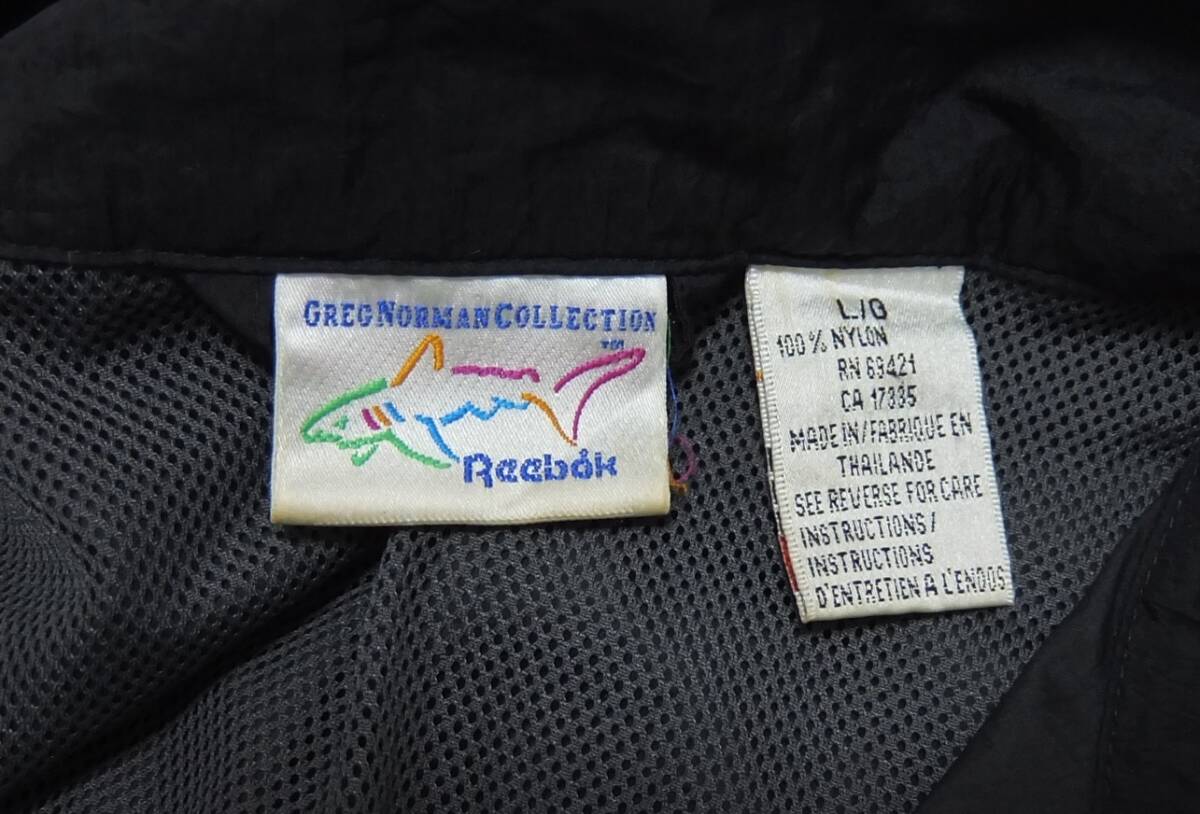 GREG NORMAN COLLECTION
TM
Reebok
L/G
100% NYLON
RN 69421
CA 17335
MADE IN/FABRIQUE EN
THAILANDE
SEE REVERSE FOR CARE
INSTRUCTIONS/
INSTRUCTIONS
D'ENTRETIEN A L'ENDOS